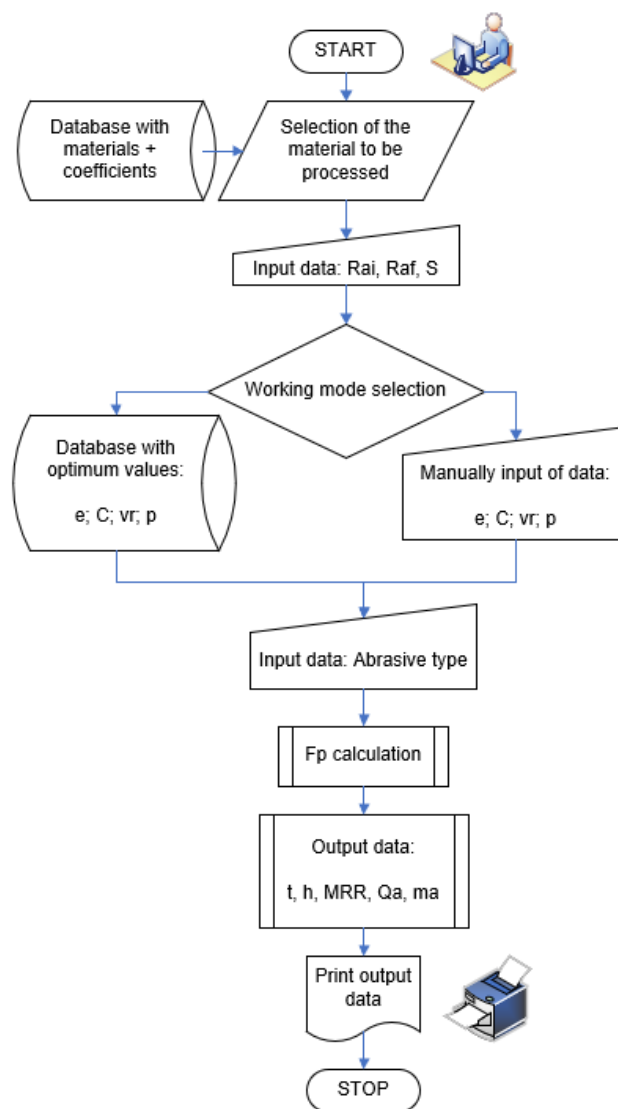 START
Database with
materials +
coefficients
Selection of the
material to be
processed
Input data: Rai, Raf, S
Working mode selection
Database with
optimum values:
e; C; vr; p
Manually input of data:
e; C; vr; p
Input data: Abrasive type
Fp calculation
Output data:
t, h, MRR, Qa, ma
Print output
data
STOP